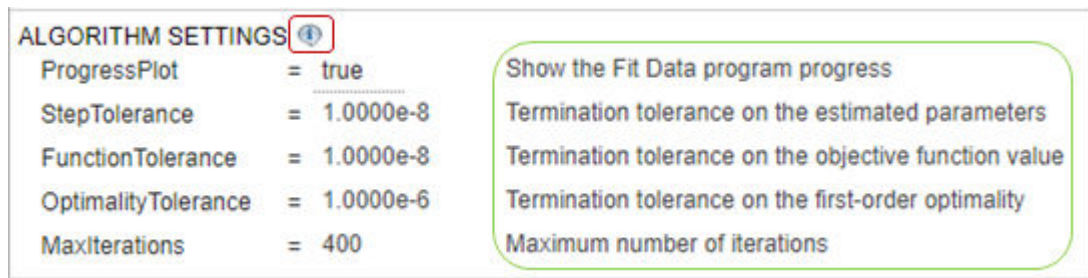 ALGORITHM SETTINGS
ProgressPlot = true Show the Fit Data program progress
StepTolerance = 1.0000e-8 Termination tolerance on the estimated parameters
FunctionTolerance = 1.0000e-8 Termination tolerance on the objective function value
OptimalityTolerance = 1.0000e-6 Termination tolerance on the first-order optimality
MaxIterations = 400 Maximum number of iterations